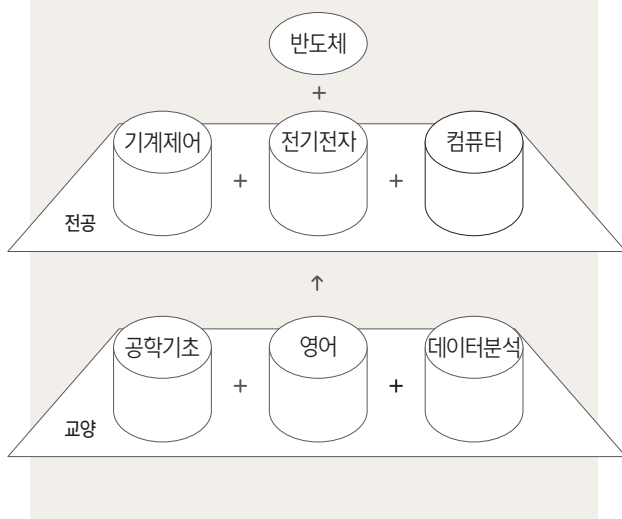 반도체
+
기계제어 + 전기전자 + 컴퓨터
전공
↑
공학기초 + 영어 + 데이터분석
교양